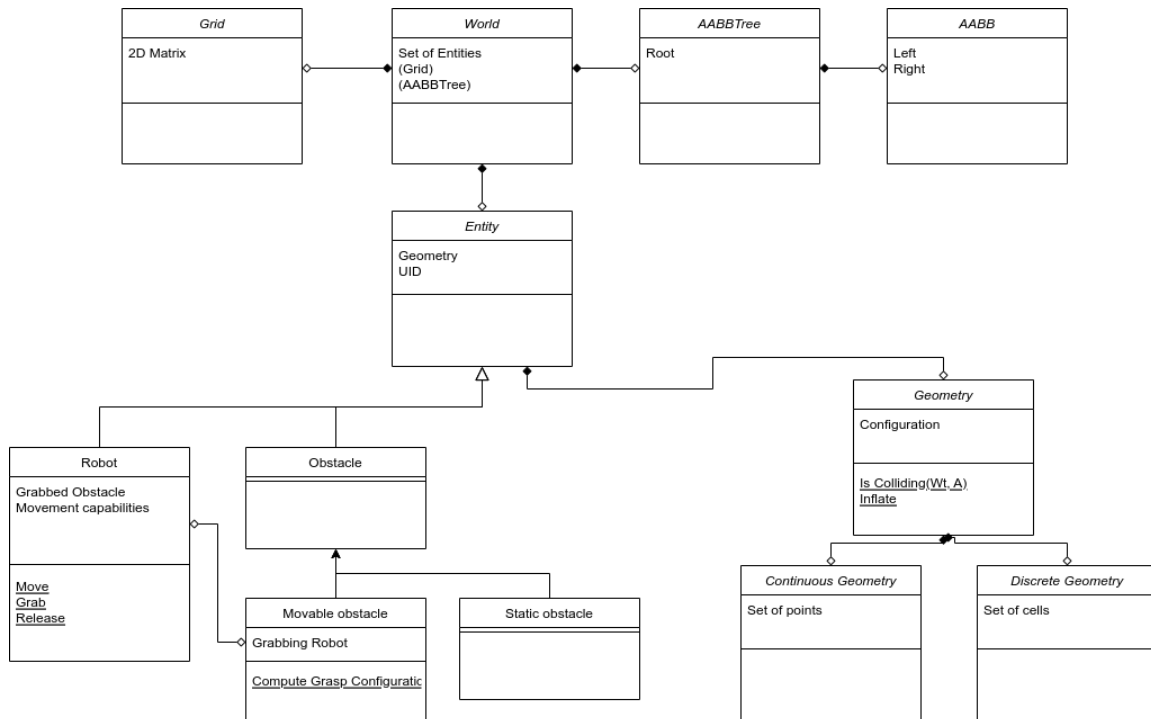 Grid
2D Matrix
World
Set of Entities
(Grid)
(AABBTree)
AABBTree
Root
AABB
Left
Right
Entity
Geometry
UID
Robot
Grabbed Obstacle
Movement capabilities
Move
Grab
Release
Obstacle
Movable obstacle
Grabbing Robot
Compute Grasp Configuratic
Static obstacle
Geometry
Configuration
Is Colliding(Wt, A)
Inflate
Continuous Geometry
Set of points
Discrete Geometry
Set of cells